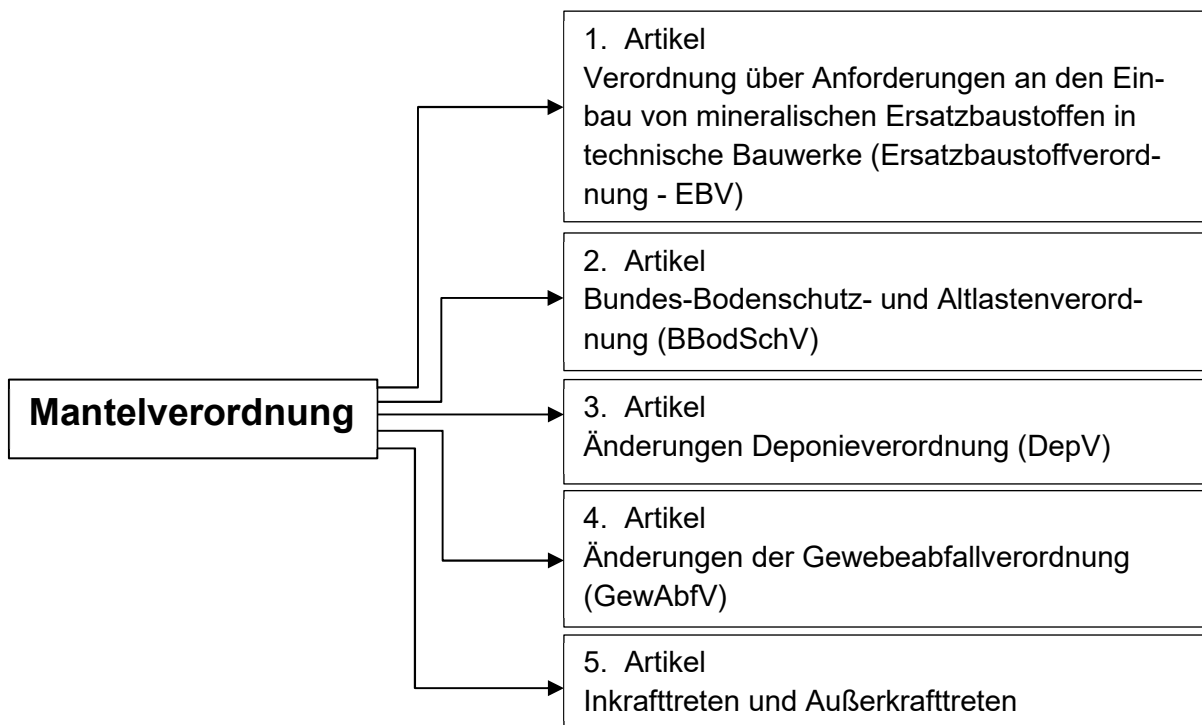 Mantelverordnung
1. Artikel
Verordnung über Anforderungen an den Ein-
bau von mineralischen Ersatzbaustoffen in
technische Bauwerke (Ersatzbaustoffverord-
nung - EBV)
2. Artikel
Bundes-Bodenschutz- und Altlastenverord-
nung (BBodSchV)
3. Artikel
Änderungen Deponieverordnung (DepV)
4. Artikel
Änderungen der Gewebeabfallverordnung
(GewAbfV)
5. Artikel
Inkrafttreten und Außerkrafttreten